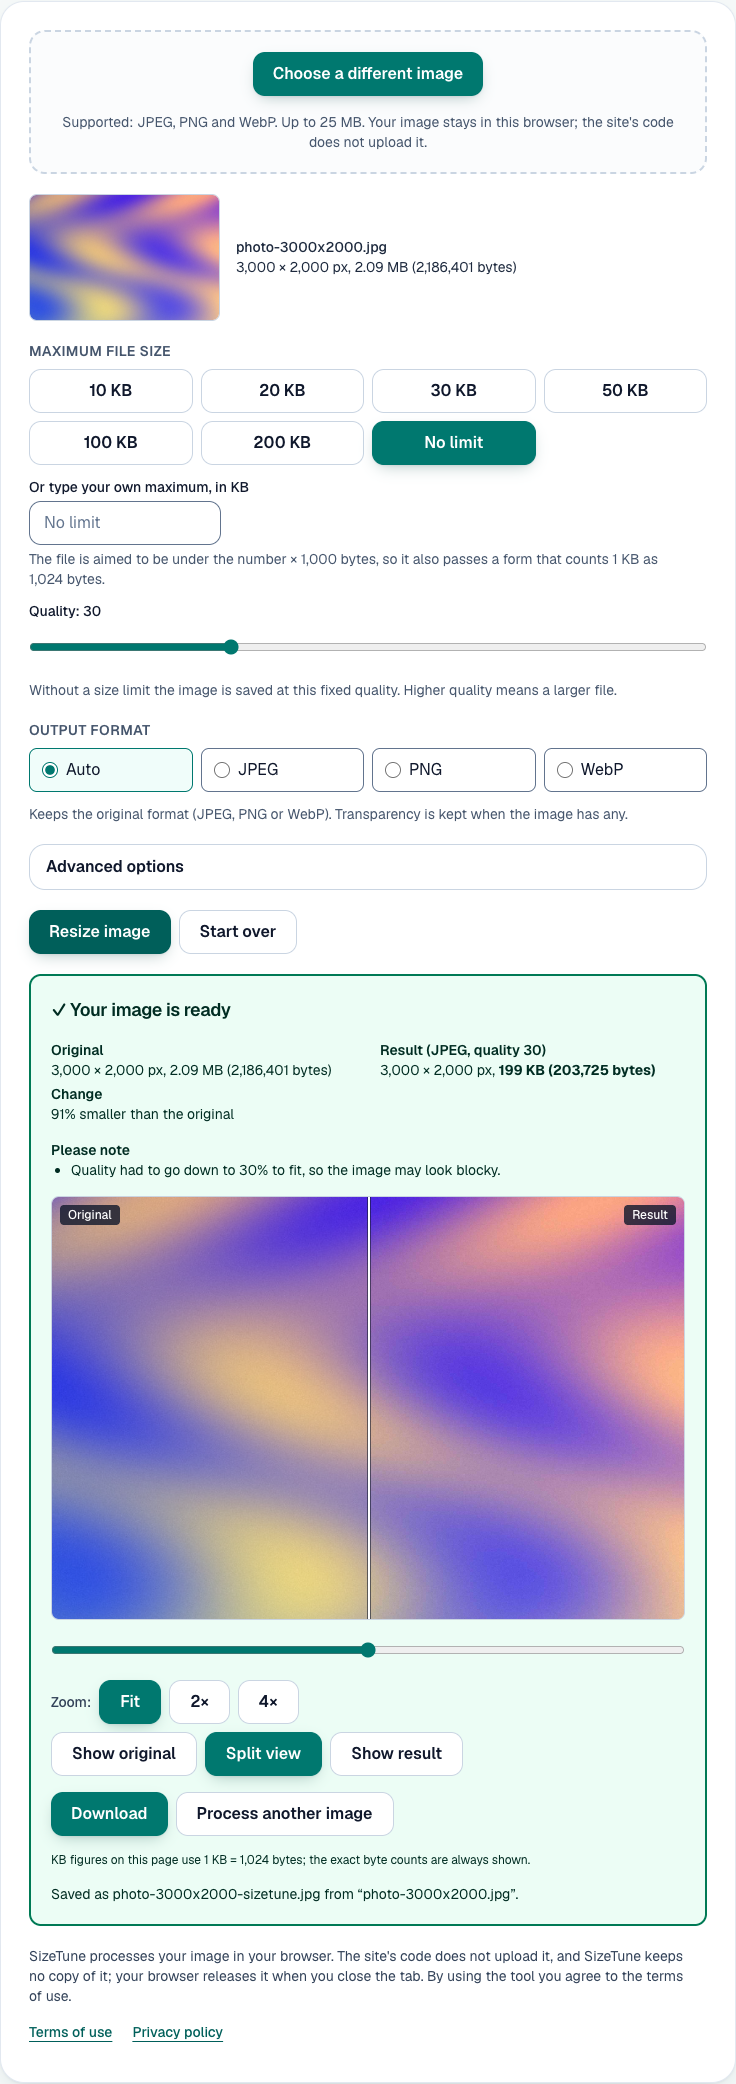 Choose a different image
Supported: JPEG, PNG and WebP. Up to 25 MB. Your image stays in this browser; the site's code
does not upload it.
photo-3000x2000.jpg
3,000 × 2,000 px, 2.09 MB (2,186,401 bytes)
MAXIMUM FILE SIZE
10 KB
20 KB
30 KB
50 KB
100 KB
200 KB
No limit
Or type your own maximum, in KB
No limit
The file is aimed to be under the number × 1,000 bytes, so it also passes a form that counts 1 KB as
1,024 bytes.
Quality: 30
Without a size limit the image is saved at this fixed quality. Higher quality means a larger file.
OUTPUT FORMAT
Auto
JPEG
PNG
WebP
Keeps the original format (JPEG, PNG or WebP). Transparency is kept when the image has any.
Advanced options
Resize image
Start over
✓ Your image is ready
Original
3,000 × 2,000 px, 2.09 MB (2,186,401 bytes)
Result (JPEG, quality 30)
3,000 × 2,000 px, 199 KB (203,725 bytes)
Change
91% smaller than the original
Please note
• Quality had to go down to 30% to fit, so the image may look blocky.
Original
Result
Zoom:
Fit
2×
4×
Show original
Split view
Show result
Download
Process another image
KB figures on this page use 1 KB = 1,024 bytes; the exact byte counts are always shown.
Saved as photo-3000x2000-sizetune.jpg from “photo-3000x2000.jpg”.
SizeTune processes your image in your browser. The site's code does not upload it, and SizeTune keeps
no copy of it; your browser releases it when you close the tab. By using the tool you agree to the terms
of use.
Terms of use
Privacy policy